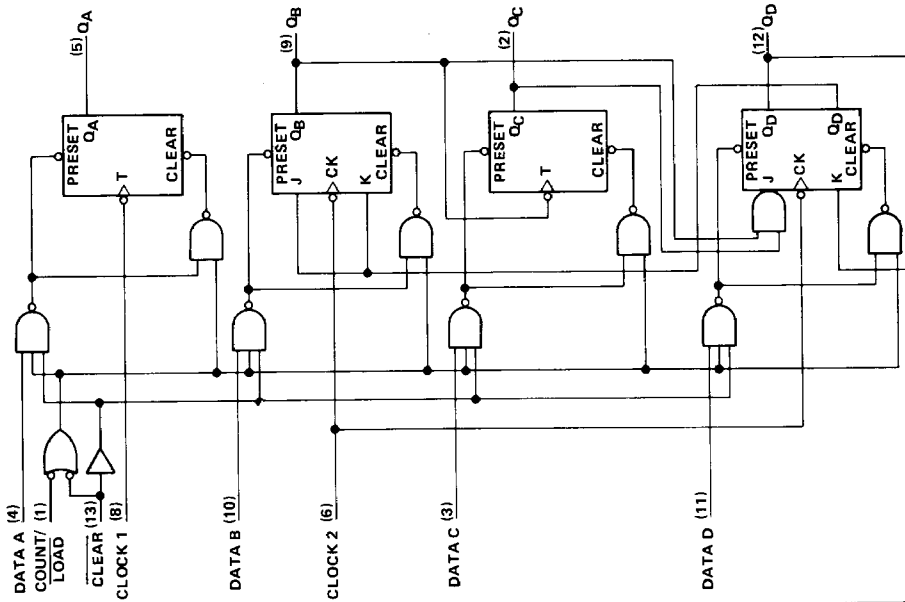 DATA A (4)
COUNT/ (1)
LOAD
CLEAR (13)
CLOCK 1 (8)
PRESET
QA
T
CLEAR
(5) QA
DATA B (10)
CLOCK 2 (6)
PRESET
J
QB
CK
K
CLEAR
(9) QB
DATA C (3)
PRESET
QC
T
CLEAR
(2) QC
DATA D (11)
PRESET
J
QD
CK
K
QD
CLEAR
(12) QD